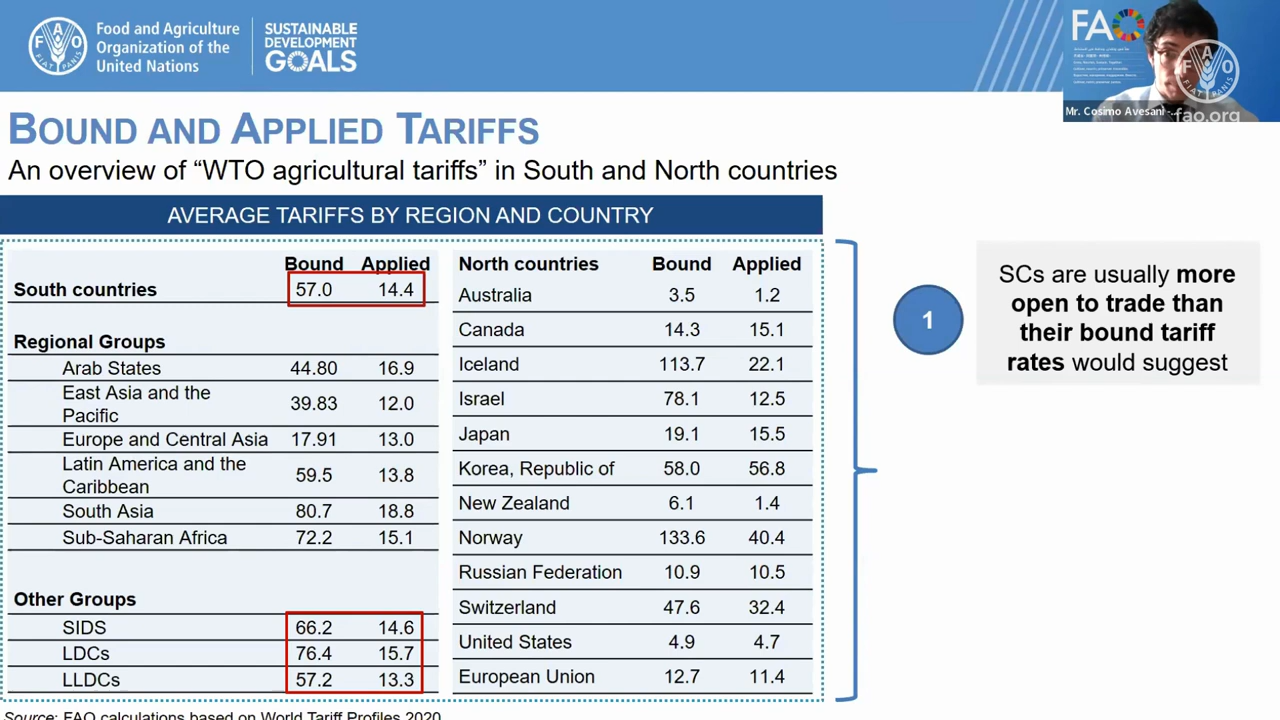 Food and Agriculture
Organization of the
United Nations
SUSTAINABLE
DEVELOPMENT
GOALS
F A O
FIAT PANIS
FAO
Mr. Cosimo Avesani -...
fao.org
BOUND AND APPLIED TARIFFS
An overview of “WTO agricultural tariffs” in South and North countries
AVERAGE TARIFFS BY REGION AND COUNTRY
Bound Applied
South countries 57.0 14.4
Regional Groups
Arab States 44.80 16.9
East Asia and the
Pacific 39.83 12.0
Europe and Central Asia 17.91 13.0
Latin America and the
Caribbean 59.5 13.8
South Asia 80.7 18.8
Sub-Saharan Africa 72.2 15.1
Other Groups
SIDS 66.2 14.6
LDCs 76.4 15.7
LLDCs 57.2 13.3
North countries Bound Applied
Australia 3.5 1.2
Canada 14.3 15.1
Iceland 113.7 22.1
Israel 78.1 12.5
Japan 19.1 15.5
Korea, Republic of 58.0 56.8
New Zealand 6.1 1.4
Norway 133.6 40.4
Russian Federation 10.9 10.5
Switzerland 47.6 32.4
United States 4.9 4.7
European Union 12.7 11.4
1
SCs are usually more
open to trade than
their bound tariff
rates would suggest
Source: FAO calculations based on World Tariff Profiles 2020